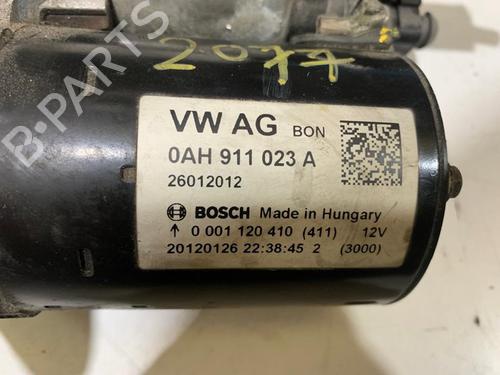 2077
VW AG BON
0AH 911 023 A
26012012
BOSCH Made in Hungary
↑ 0 001 120 410 (411) 12V
20120126 22:38:45 2 (3000)
B-PARTS